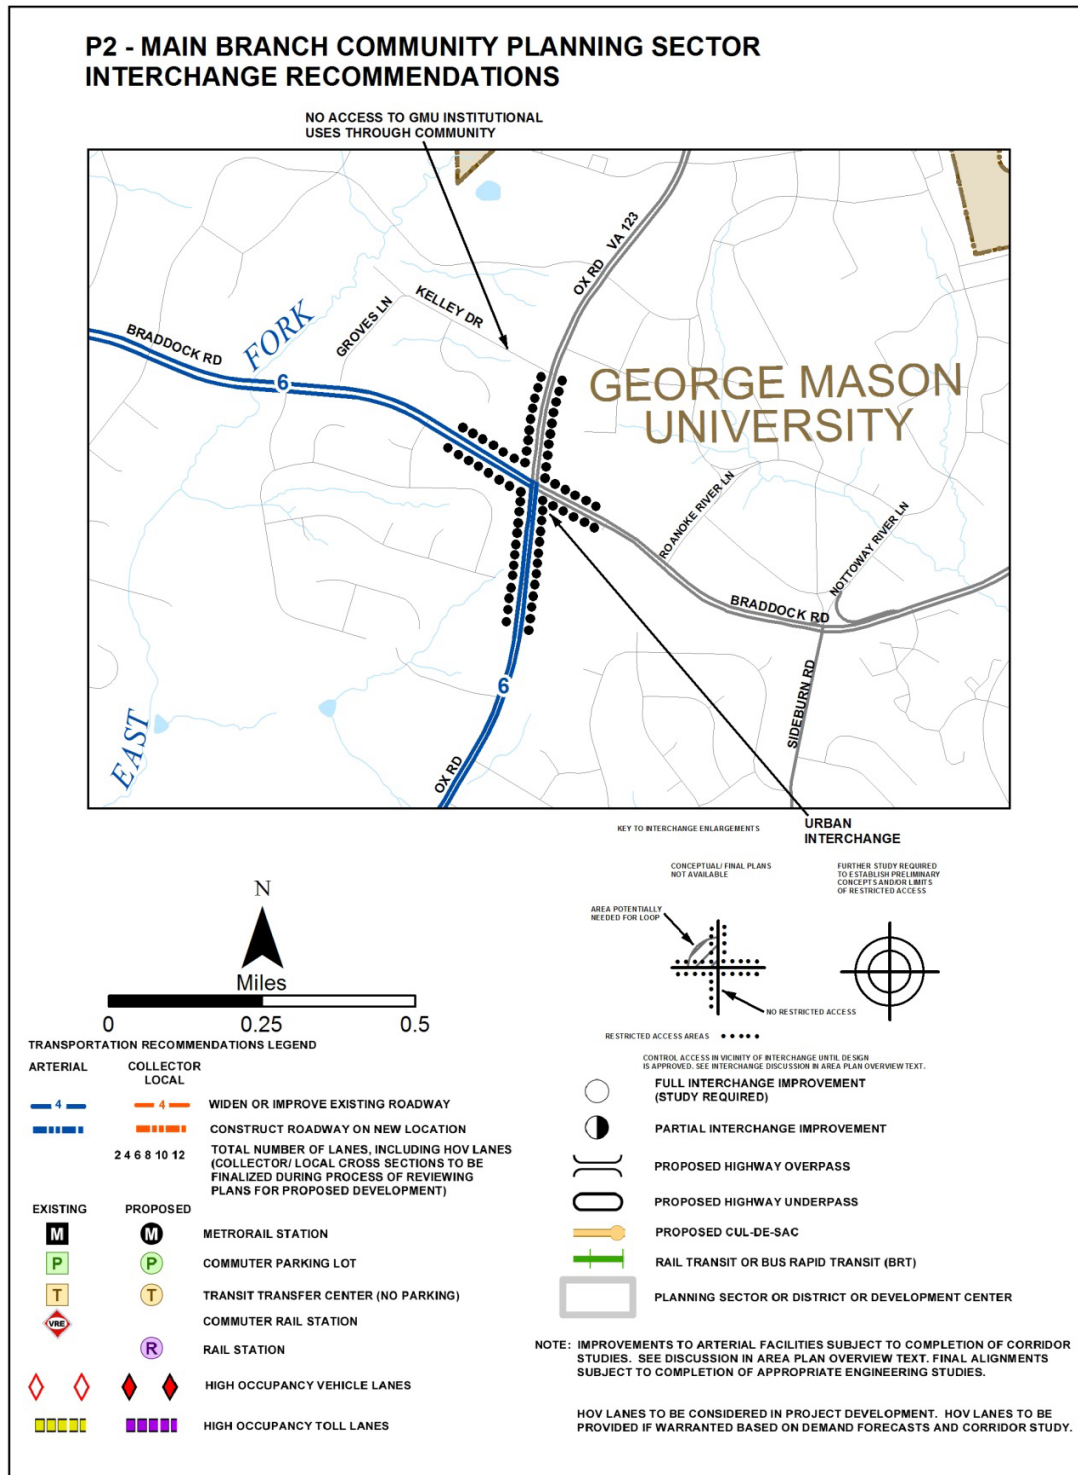 P2 - MAIN BRANCH COMMUNITY PLANNING SECTOR
INTERCHANGE RECOMMENDATIONS
NO ACCESS TO GMU INSTITUTIONAL
USES THROUGH COMMUNITY
OX RD VA 123
KELLEY DR
GROVES LN
BRADDOCK RD
FORK
6
GEORGE MASON
UNIVERSITY
ROANOKE RIVER LN
NOTTOWAY RIVER LN
BRADDOCK RD
SIDEBURN RD
6
EAST
OX RD
URBAN
INTERCHANGE
KEY TO INTERCHANGE ENLARGEMENTS
CONCEPTUAL/ FINAL PLANS
NOT AVAILABLE
FURTHER STUDY REQUIRED
TO ESTABLISH PRELIMINARY
CONCEPTS AND/OR LIMITS
OF RESTRICTED ACCESS
AREA POTENTIALLY
NEEDED FOR LOOP
NO RESTRICTED ACCESS
RESTRICTED ACCESS AREAS
CONTROL ACCESS IN VICINITY OF INTERCHANGE UNTIL DESIGN
IS APPROVED. SEE INTERCHANGE DISCUSSION IN AREA PLAN OVERVIEW TEXT.
N
Miles
0 0.25 0.5
TRANSPORTATION RECOMMENDATIONS LEGEND
ARTERIAL COLLECTOR
LOCAL
4 4 WIDEN OR IMPROVE EXISTING ROADWAY
CONSTRUCT ROADWAY ON NEW LOCATION
2 4 6 8 10 12 TOTAL NUMBER OF LANES, INCLUDING HOV LANES
(COLLECTOR/ LOCAL CROSS SECTIONS TO BE
FINALIZED DURING PROCESS OF REVIEWING
PLANS FOR PROPOSED DEVELOPMENT)
EXISTING PROPOSED
M M METRORAIL STATION
P P COMMUTER PARKING LOT
T T TRANSIT TRANSFER CENTER (NO PARKING)
VRE COMMUTER RAIL STATION
R RAIL STATION
HIGH OCCUPANCY VEHICLE LANES
HIGH OCCUPANCY TOLL LANES
FULL INTERCHANGE IMPROVEMENT
(STUDY REQUIRED)
PARTIAL INTERCHANGE IMPROVEMENT
PROPOSED HIGHWAY OVERPASS
PROPOSED HIGHWAY UNDERPASS
PROPOSED CUL-DE-SAC
RAIL TRANSIT OR BUS RAPID TRANSIT (BRT)
PLANNING SECTOR OR DISTRICT OR DEVELOPMENT CENTER
NOTE: IMPROVEMENTS TO ARTERIAL FACILITIES SUBJECT TO COMPLETION OF CORRIDOR
STUDIES. SEE DISCUSSION IN AREA PLAN OVERVIEW TEXT. FINAL ALIGNMENTS
SUBJECT TO COMPLETION OF APPROPRIATE ENGINEERING STUDIES.
HOV LANES TO BE CONSIDERED IN PROJECT DEVELOPMENT. HOV LANES TO BE
PROVIDED IF WARRANTED BASED ON DEMAND FORECASTS AND CORRIDOR STUDY.